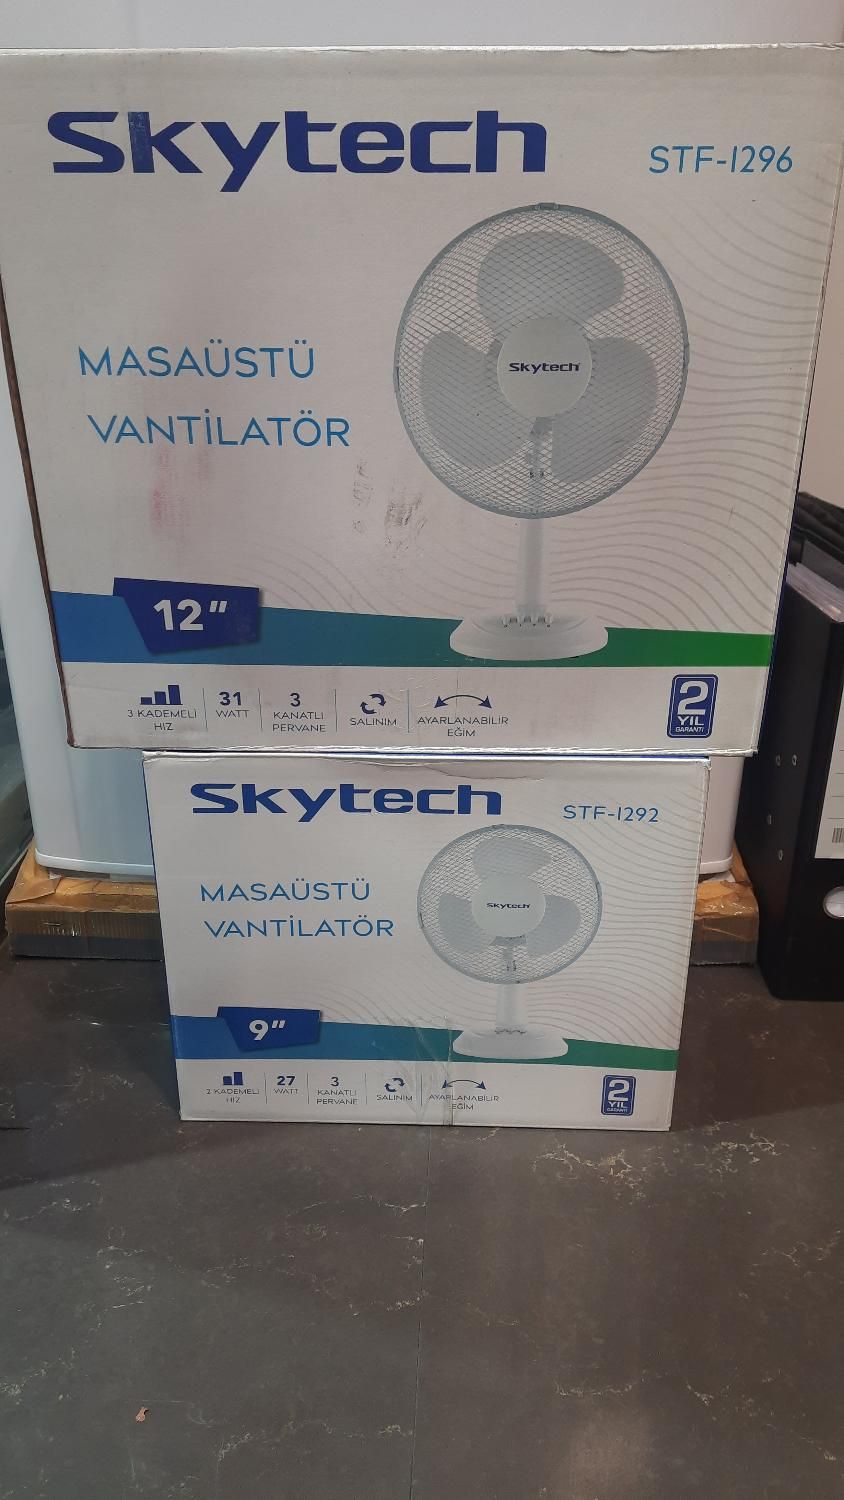 Skytech
STF-1296
MASAÜSTÜ
VANTİLATÖR
Skytech
12"
3 KADEMELİ
HIZ
31
WATT
3
KANATLI
PERVANE
SALINIM
AYARLANABİLİR
EĞİM
2
YIL
GARANTİ
Skytech
STF-1292
MASAÜSTÜ
VANTİLATÖR
Skytech
9"
2 KADEMELİ
HIZ
27
WATT
3
KANATLI
PERVANE
SALINIM
AYARLANABİLİR
EĞİM
2
YIL
GARANTİ